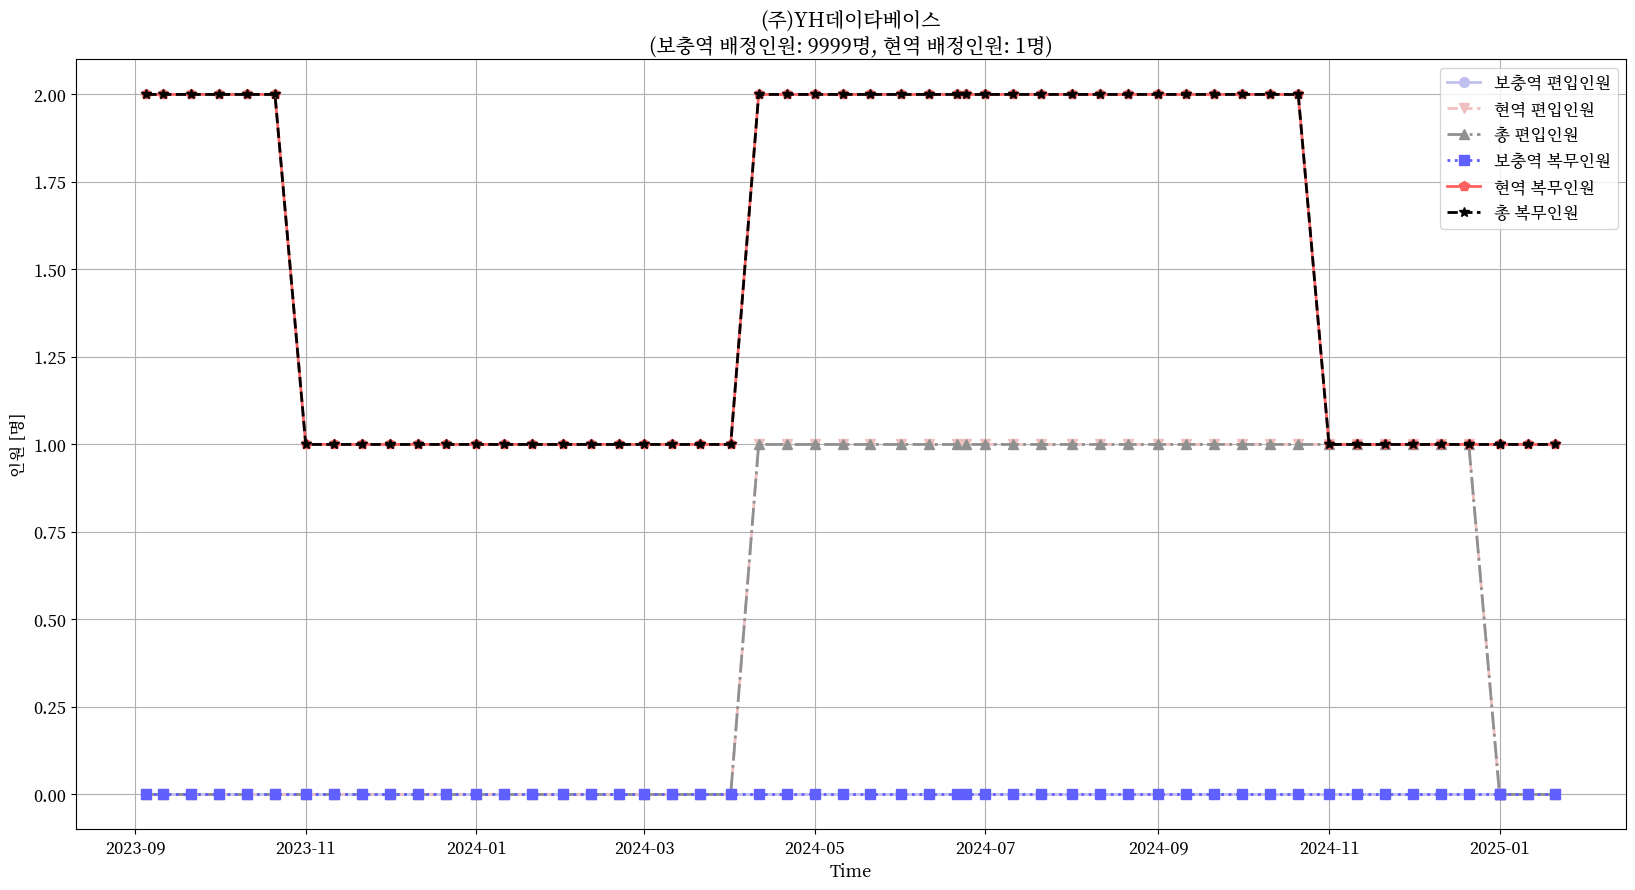 (주)YH데이타베이스
(보충역 배정인원: 9999명, 현역 배정인원: 1명)
보충역 편입인원
현역 편입인원
총 편입인원
보충역 복무인원
현역 복무인원
총 복무인원
인원 [명]
2.00
1.75
1.50
1.25
1.00
0.75
0.50
0.25
0.00
2023-09 2023-11 2024-01 2024-03 2024-05 2024-07 2024-09 2024-11 2025-01
Time